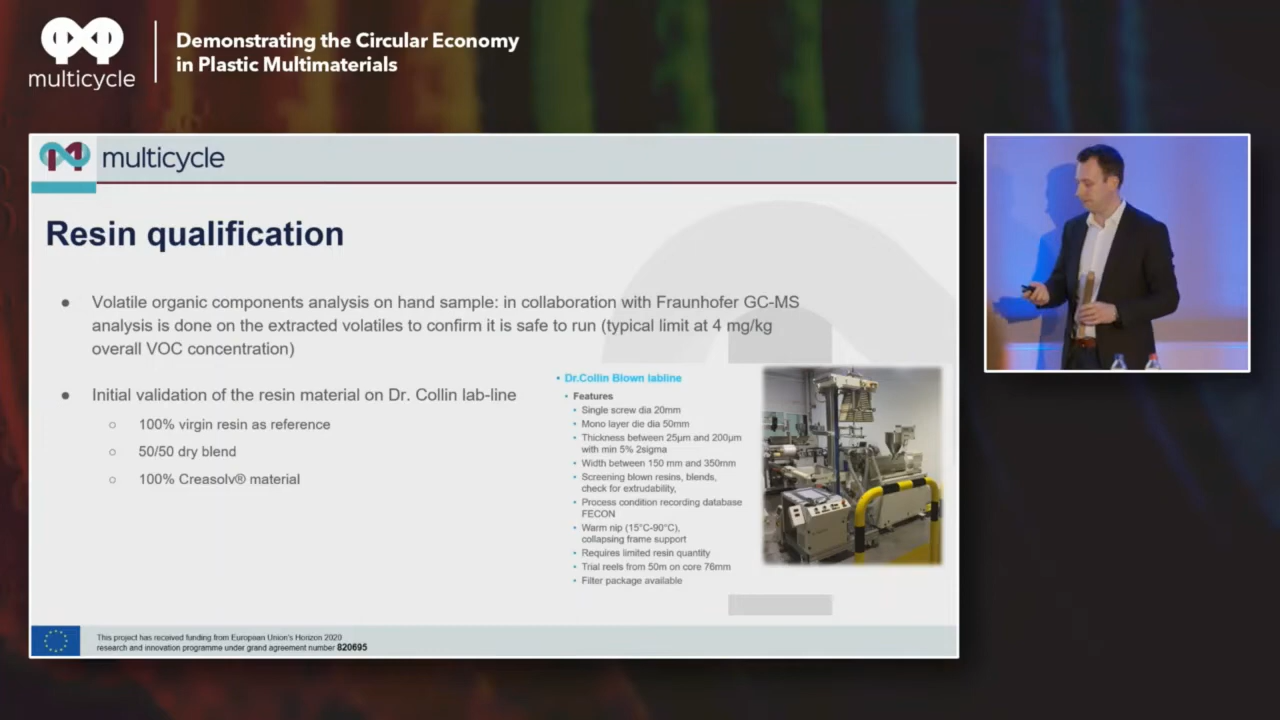 multicycle
Demonstrating the Circular Economy
in Plastic Multimaterials
multicycle
Resin qualification
● Volatile organic components analysis on hand sample: in collaboration with Fraunhofer GC-MS
analysis is done on the extracted volatiles to confirm it is safe to run (typical limit at 4 mg/kg
overall VOC concentration)
● Initial validation of the resin material on Dr. Collin lab-line
○ 100% virgin resin as reference
○ 50/50 dry blend
○ 100% Creasolv® material
• Dr.Collin Blown labline
• Features
• Single screw dia 20mm
• Mono layer die dia 50mm
• Thickness between 25µm and 200µm
with min 5% 2sigma
• Width between 150 mm and 350mm
• Screening blown resins, blends,
check for extrudability,
• Process condition recording database
FECON
• Warm nip (15°C-90°C),
collapsing frame support
• Requires limited resin quantity
• Trial reels from 50m on core 76mm
• Filter package available
This project has received funding from European Union's Horizon 2020
research and innovation programme under grand agreement number 820695